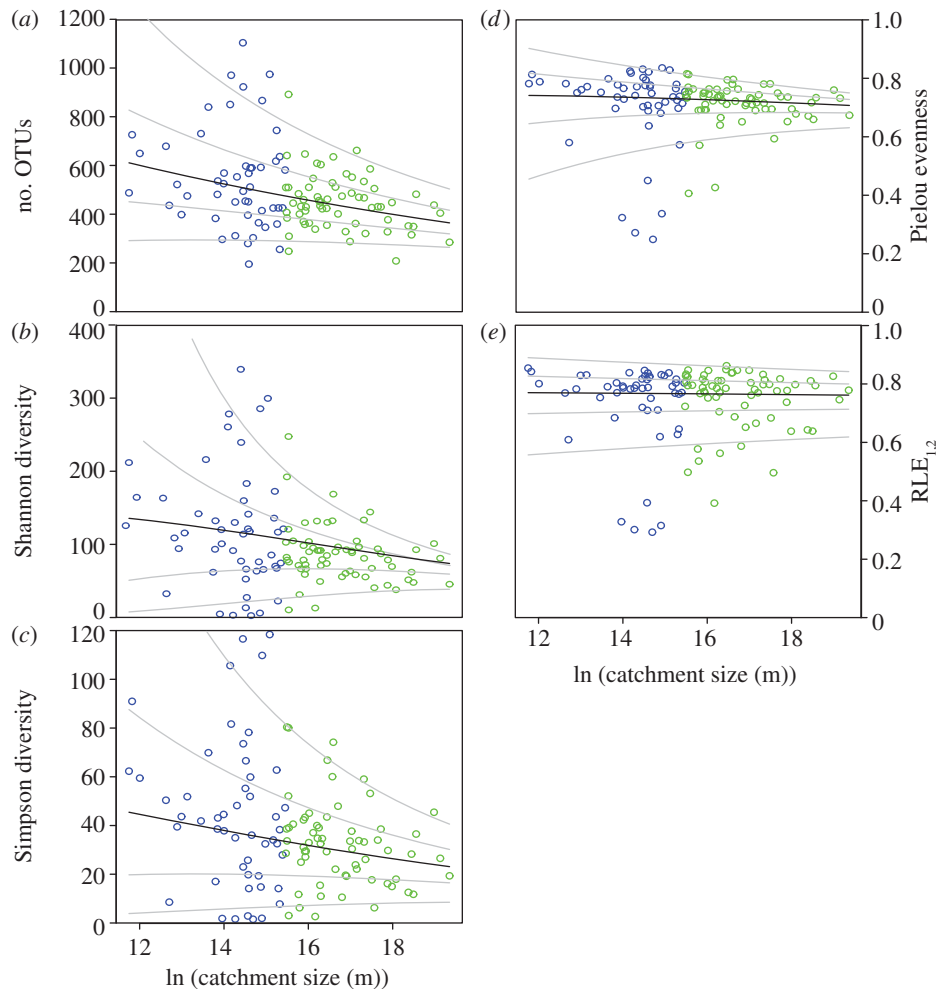 (a)
1200
1000
800
600
400
200
0
no. OTUs
(b)
400
300
200
100
0
Shannon diversity
(c)
120
100
80
60
40
20
0
Simpson diversity
12 14 16 18
ln (catchment size (m))
(d)
1.0
0.8
0.6
0.4
0.2
0
Pielou evenness
(e)
1.0
0.8
0.6
0.4
0.2
0
RLE1,2
12 14 16 18
ln (catchment size (m))